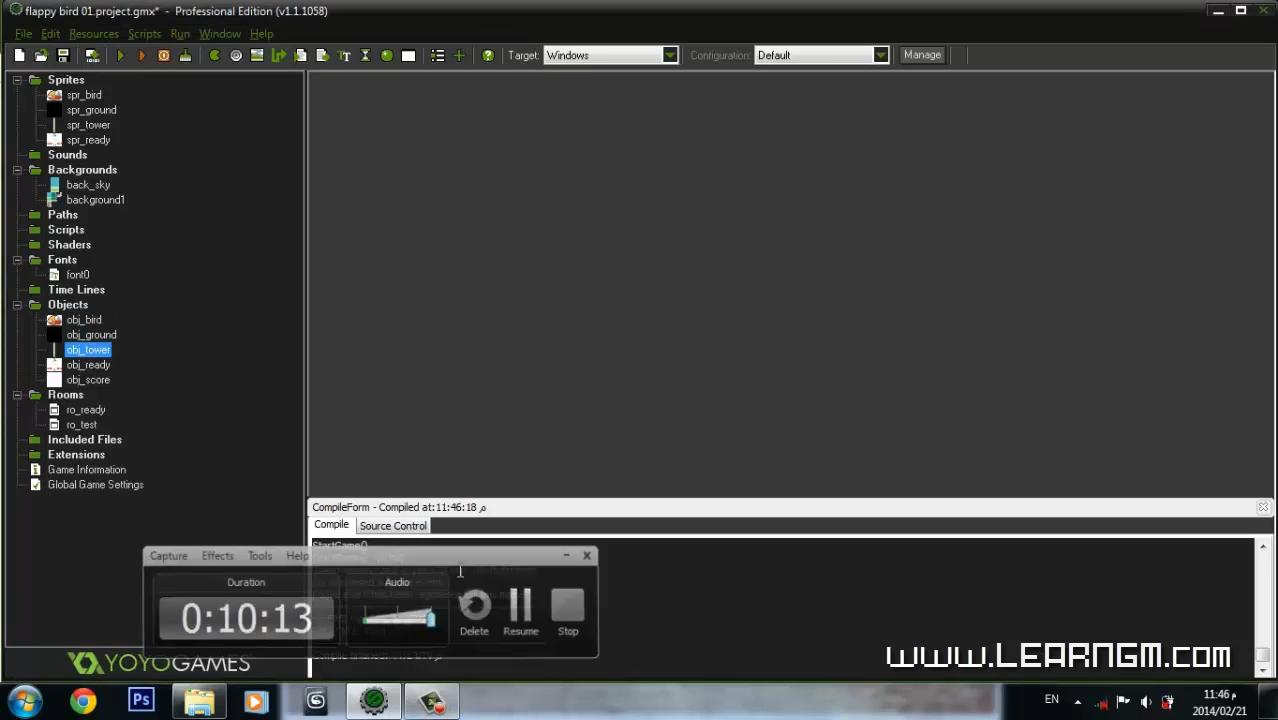 flappy bird 01.project.gmx* - Professional Edition (v1.1.1058)
File Edit Resources Scripts Run Window Help
Target: Windows Configuration: Default Manage
Sprites
spr_bird
spr_ground
spr_tower
spr_ready
Sounds
Backgrounds
back_sky
background1
Paths
Scripts
Shaders
Fonts
font0
Time Lines
Objects
obj_bird
obj_ground
obj_tower
obj_ready
obj_score
Rooms
ro_ready
ro_test
Included Files
Extensions
Game Information
Global Game Settings
CompileForm - Compiled at:11:46:18 م
Compile Source Control
StartGame()
Capture Effects Tools Help
Duration Audio
0:10:13
Delete Resume Stop
YOYOGAMES
www.LEARNGM.com
Ps
EN
11:46 م
2014/02/21